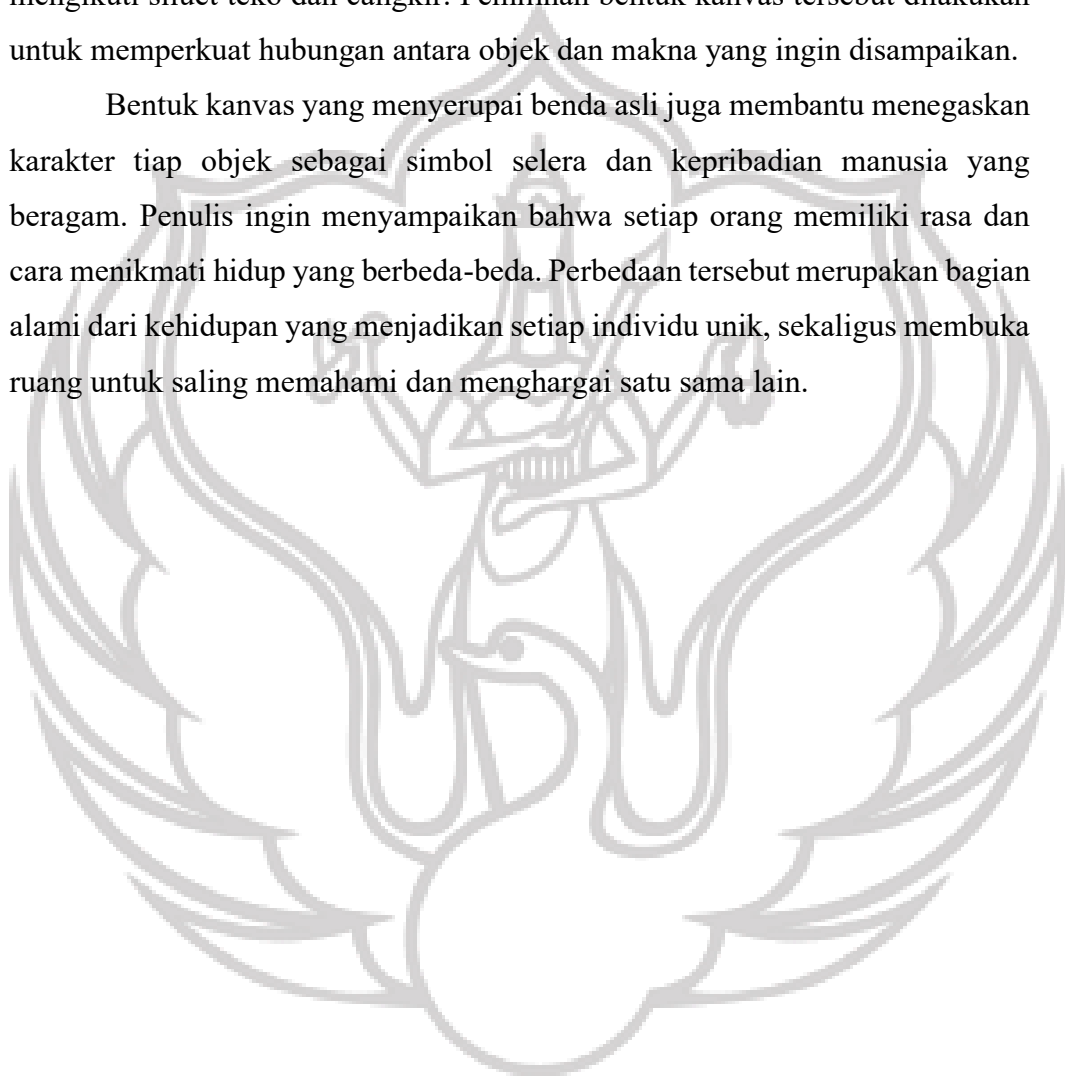 mengikuti siluet teko dan cangkir. Pemilihan bentuk kanvas tersebut dilakukan
untuk memperkuat hubungan antara objek dan makna yang ingin disampaikan.
Bentuk kanvas yang menyerupai benda asli juga membantu menegaskan
karakter tiap objek sebagai simbol selera dan kepribadian manusia yang
beragam. Penulis ingin menyampaikan bahwa setiap orang memiliki rasa dan
cara menikmati hidup yang berbeda-beda. Perbedaan tersebut merupakan bagian
alami dari kehidupan yang menjadikan setiap individu unik, sekaligus membuka
ruang untuk saling memahami dan menghargai satu sama lain.